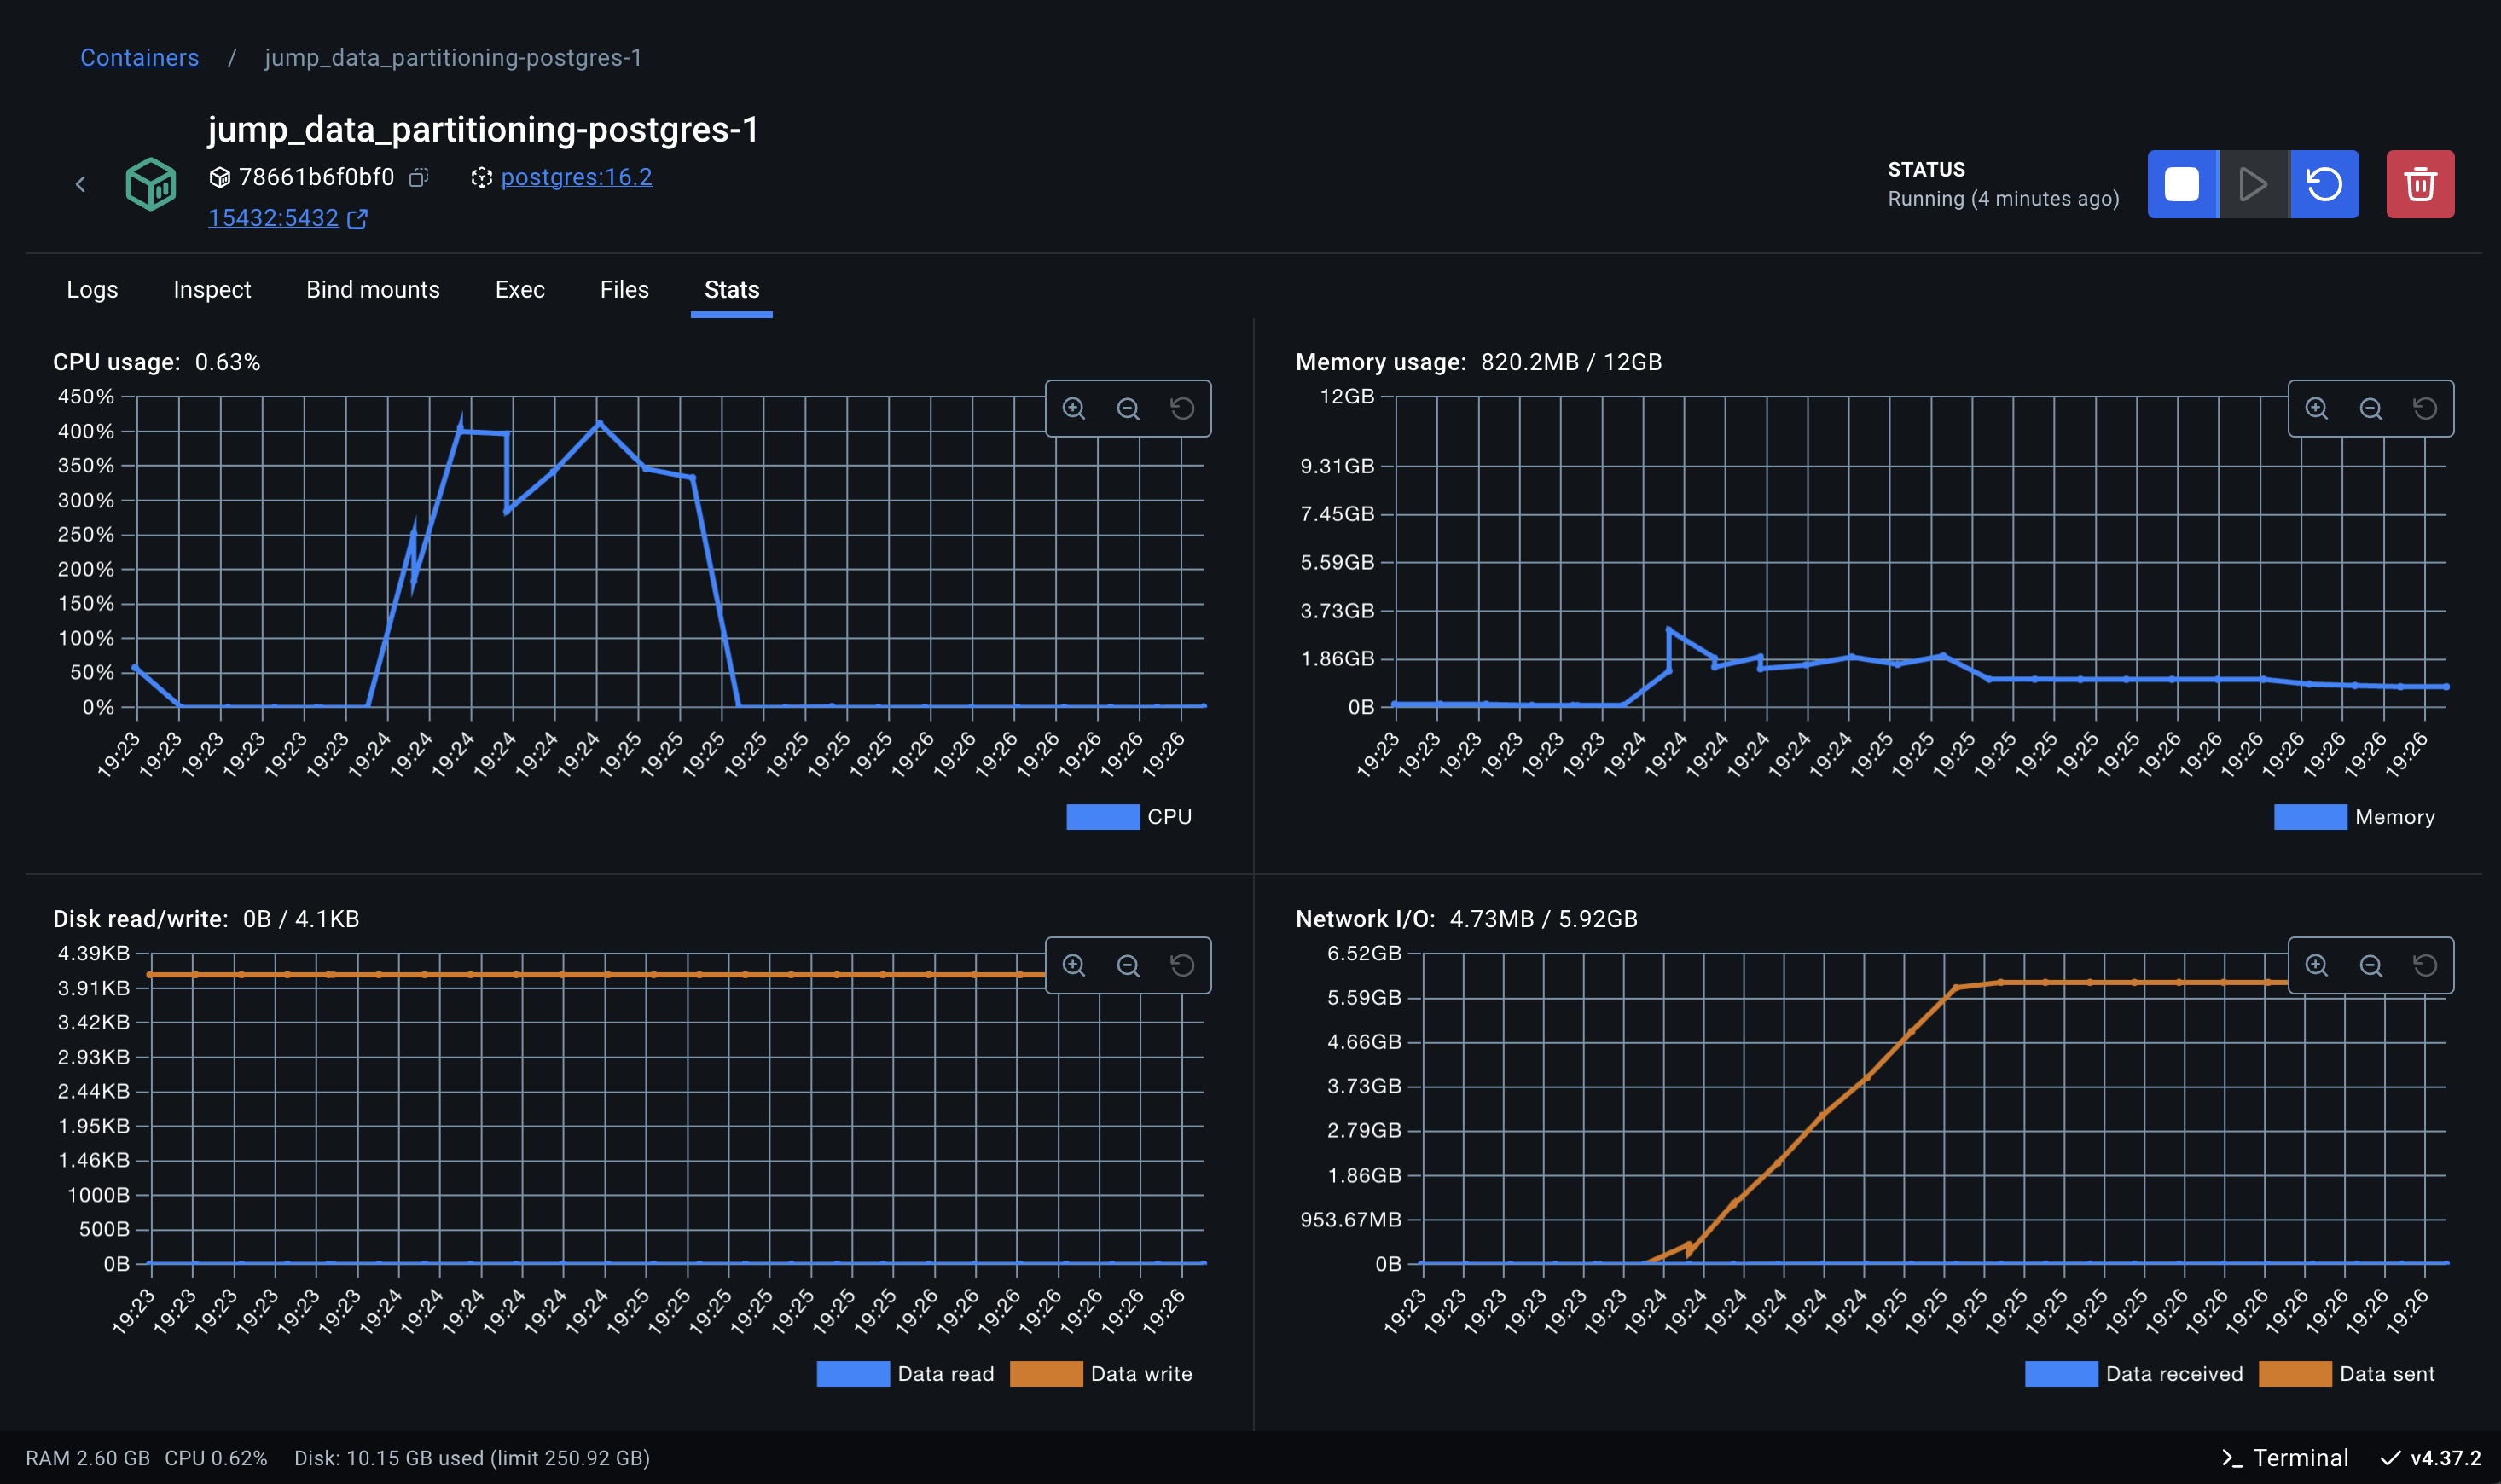 Containers / jump_data_partitioning-postgres-1
jump_data_partitioning-postgres-1
78661b6f0bf0 postgres:16.2
15432:5432
STATUS
Running (4 minutes ago)
Logs Inspect Bind mounts Exec Files Stats
CPU usage: 0.63%
450%
400%
350%
300%
250%
200%
150%
100%
50%
0%
19:23 19:23 19:23 19:23 19:23 19:23 19:24 19:24 19:24 19:24 19:24 19:24 19:25 19:25 19:25 19:25 19:25 19:25 19:25 19:26 19:26 19:26 19:26 19:26 19:26 19:26
CPU
Memory usage: 820.2MB / 12GB
12GB
9.31GB
7.45GB
5.59GB
3.73GB
1.86GB
0B
19:23 19:23 19:23 19:23 19:23 19:23 19:24 19:24 19:24 19:24 19:24 19:24 19:25 19:25 19:25 19:25 19:25 19:25 19:25 19:26 19:26 19:26 19:26 19:26 19:26 19:26
Memory
Disk read/write: 0B / 4.1KB
4.39KB
3.91KB
3.42KB
2.93KB
2.44KB
1.95KB
1.46KB
1000B
500B
0B
19:23 19:23 19:23 19:23 19:23 19:23 19:24 19:24 19:24 19:24 19:24 19:24 19:25 19:25 19:25 19:25 19:25 19:25 19:25 19:26 19:26 19:26 19:26 19:26 19:26 19:26
Data read Data write
Network I/O: 4.73MB / 5.92GB
6.52GB
5.59GB
4.66GB
3.73GB
2.79GB
1.86GB
953.67MB
0B
19:23 19:23 19:23 19:23 19:23 19:23 19:24 19:24 19:24 19:24 19:24 19:24 19:25 19:25 19:25 19:25 19:25 19:25 19:25 19:26 19:26 19:26 19:26 19:26 19:26 19:26
Data received Data sent
RAM 2.60 GB CPU 0.62% Disk: 10.15 GB used (limit 250.92 GB) >_ Terminal v4.37.2